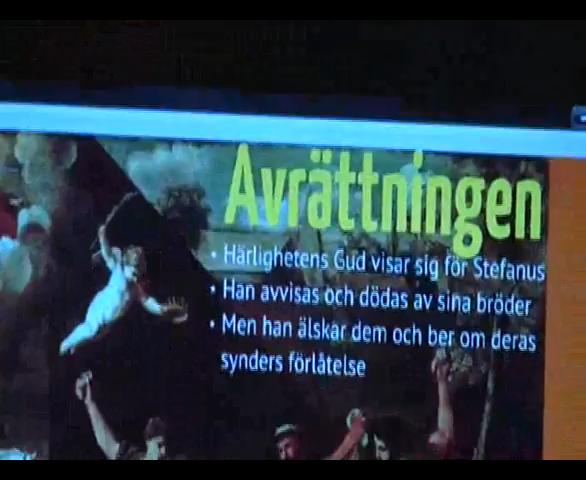 Avrättningen
• Härlighetens Gud visar sig för Stefanus
• Han avvisas och dödas av sina bröder
• Men han älskar dem och ber om deras
synders förlåtelse